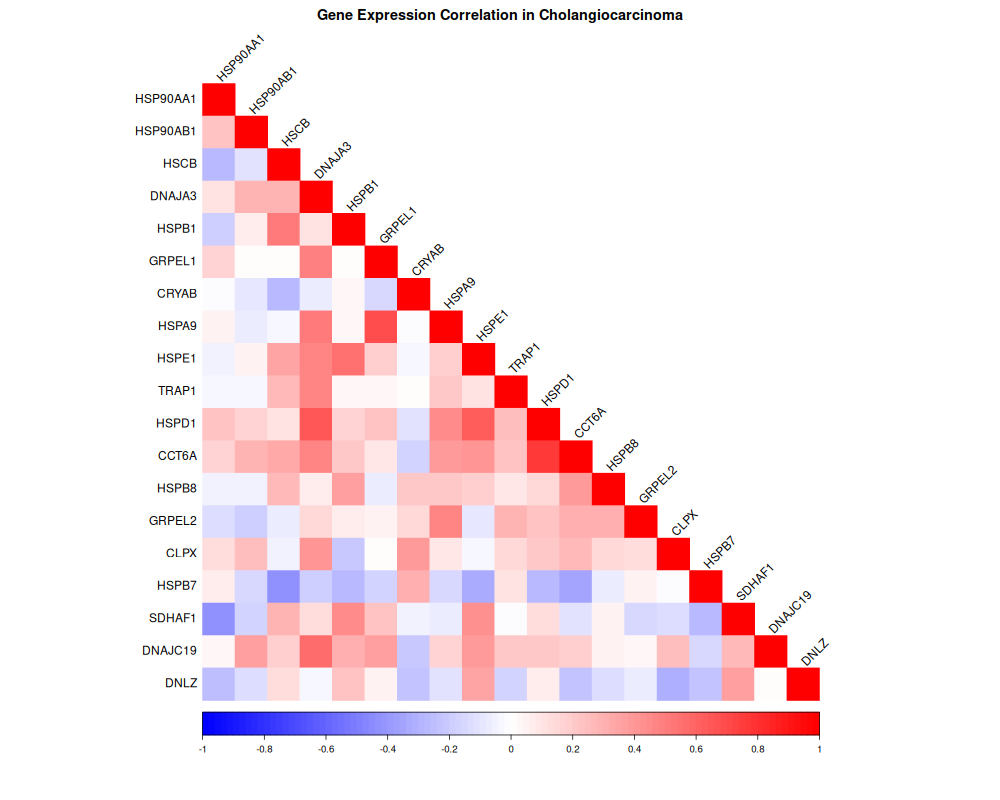 Gene Expression Correlation in Cholangiocarcinoma
HSP90AA1
HSP90AB1
HSCB
DNAJA3
HSPB1
GRPEL1
CRYAB
HSPA9
HSPE1
TRAP1
HSPD1
CCT6A
HSPB8
GRPEL2
CLPX
HSPB7
SDHAF1
DNAJC19
DNLZ
HSP90AA1
HSP90AB1
HSCB
DNAJA3
HSPB1
GRPEL1
CRYAB
HSPA9
HSPE1
TRAP1
HSPD1
CCT6A
HSPB8
GRPEL2
CLPX
HSPB7
SDHAF1
DNAJC19
DNLZ
-1 -0.8 -0.6 -0.4 -0.2 0 0.2 0.4 0.6 0.8 1